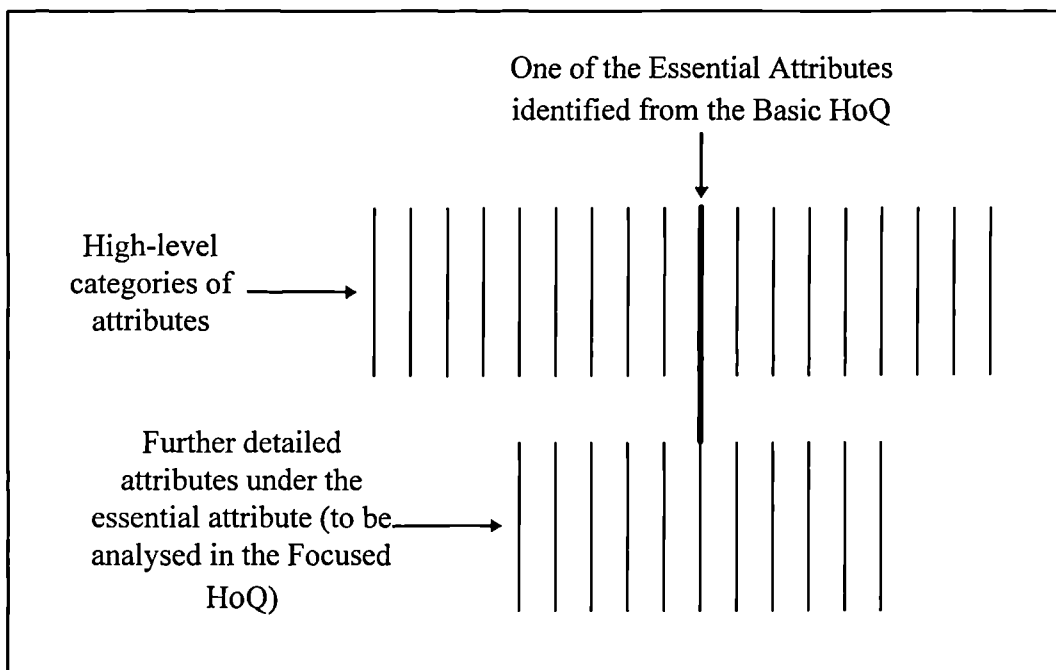 One of the Essential Attributes
identified from the Basic HoQ
High-level
categories of
attributes
Further detailed
attributes under the
essential attribute (to be
analysed in the Focused
HoQ)